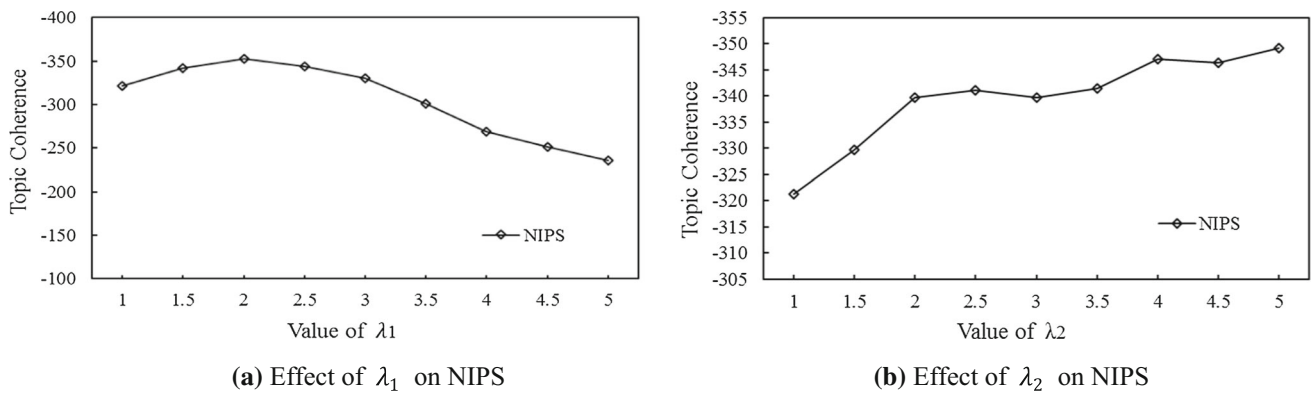 -400
-350
-300
-250
-200
-150
-100
Topic Coherence
NIPS
1 1.5 2 2.5 3 3.5 4 4.5 5
Value of λ1
(a) Effect of λ1 on NIPS
-355
-350
-345
-340
-335
-330
-325
-320
-315
-310
-305
Topic Coherence
NIPS
1 1.5 2 2.5 3 3.5 4 4.5 5
Value of λ2
(b) Effect of λ2 on NIPS